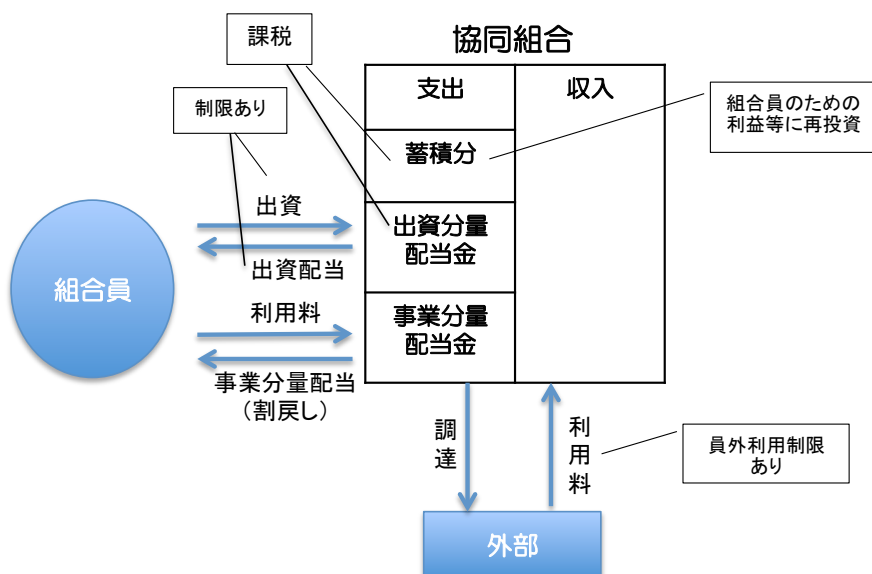 課税
協同組合
支出
収入
組合員のための
利益等に再投資
制限あり
蓄積分
出資
出資分量
配当金
出資配当
組合員
利用料
事業分量
配当金
事業分量配当
（割戻し）
調達
利用料
員外利用制限
あり
外部